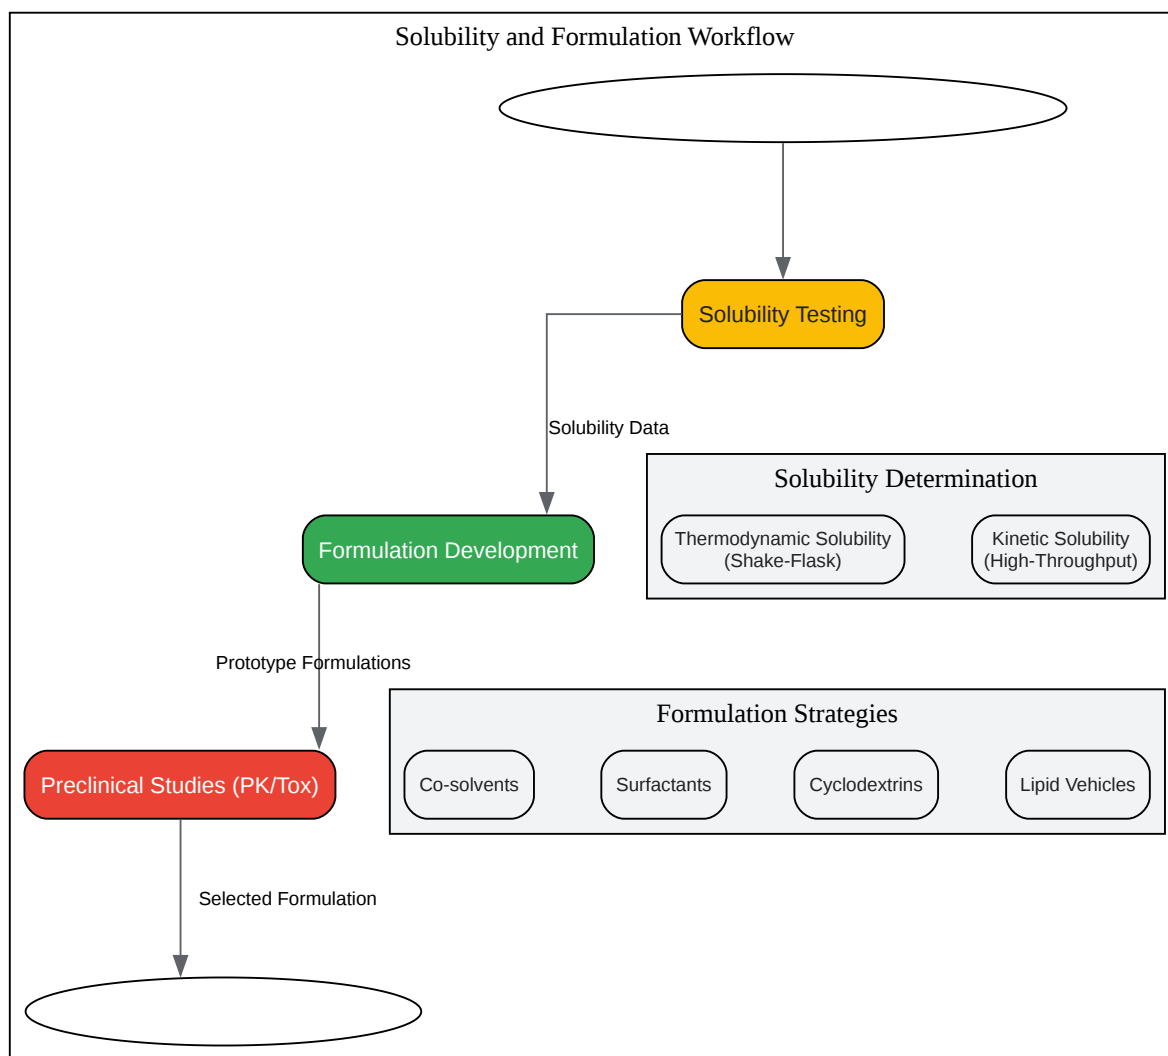 Solubility and Formulation Workflow
Solubility Testing
Solubility Data
Solubility Determination
Thermodynamic Solubility
(Shake-Flask)
Kinetic Solubility
(High-Throughput)
Formulation Development
Prototype Formulations
Formulation Strategies
Co-solvents
Surfactants
Cyclodextrins
Lipid Vehicles
Preclinical Studies (PK/Tox)
Selected Formulation